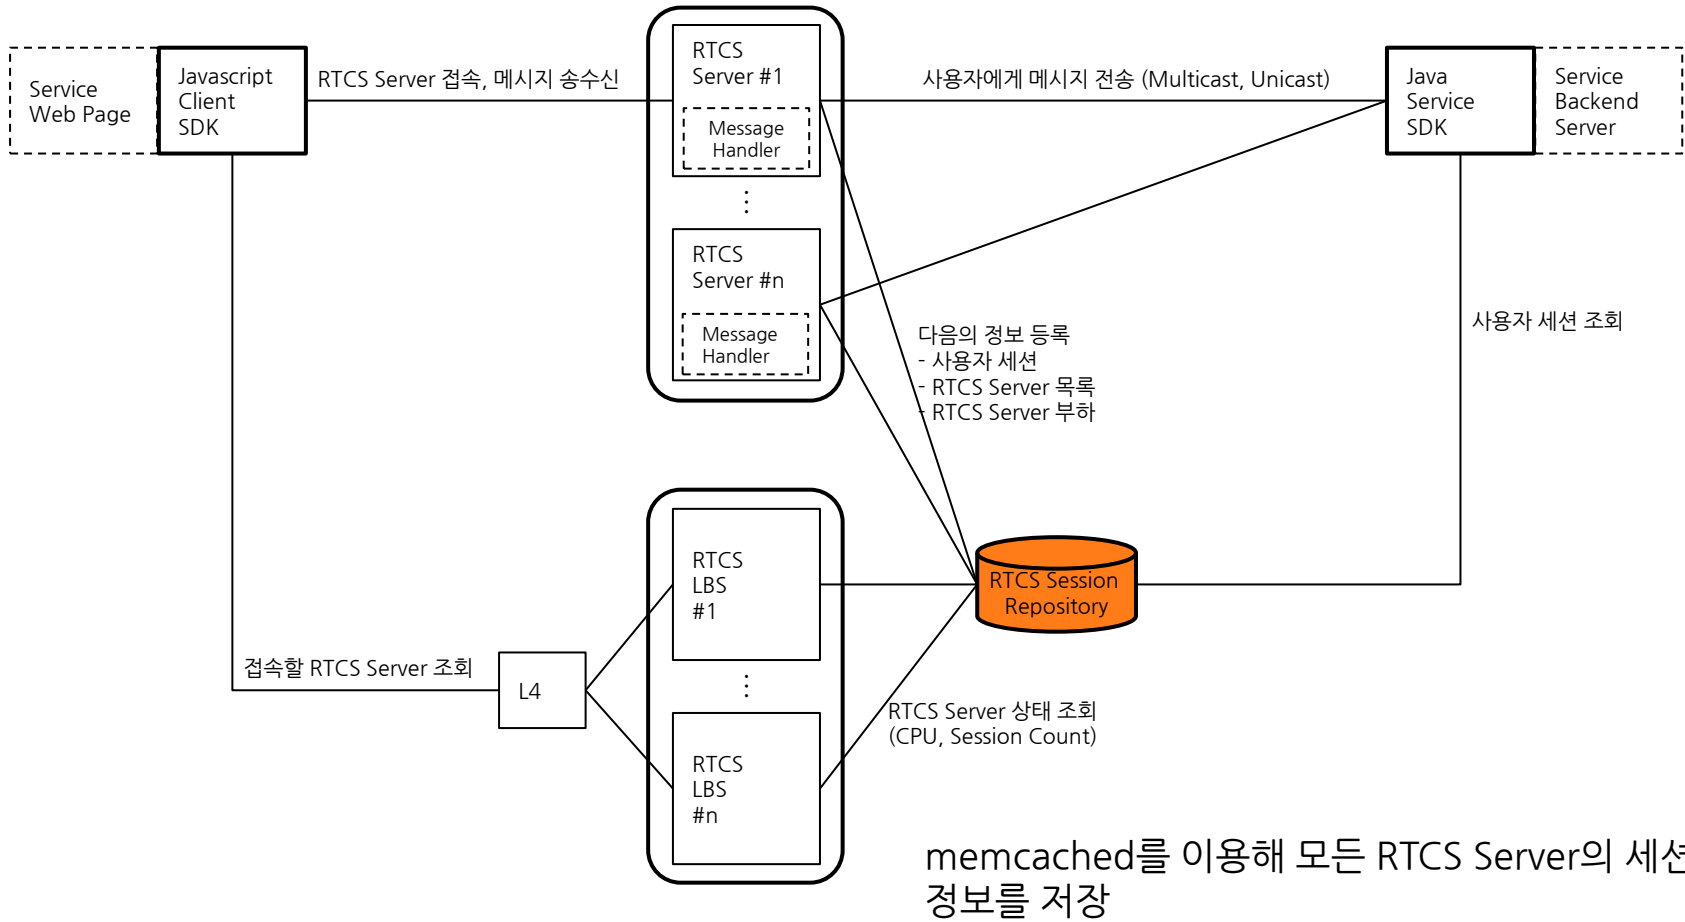 Service
Web Page
Javascript
Client
SDK
RTCS Server 접속, 메시지 송수신
RTCS
Server #1
Message
Handler
사용자에게 메시지 전송 (Multicast, Unicast)
Java
Service
SDK
Service
Backend
Server
RTCS
Server #n
Message
Handler
다음의 정보 등록
- 사용자 세션
- RTCS Server 목록
- RTCS Server 부하
사용자 세션 조회
RTCS
LBS
#1
RTCS Session
Repository
접속할 RTCS Server 조회
L4
RTCS Server 상태 조회
(CPU, Session Count)
RTCS
LBS
#n
memcached를 이용해 모든 RTCS Server의 세션
정보를 저장